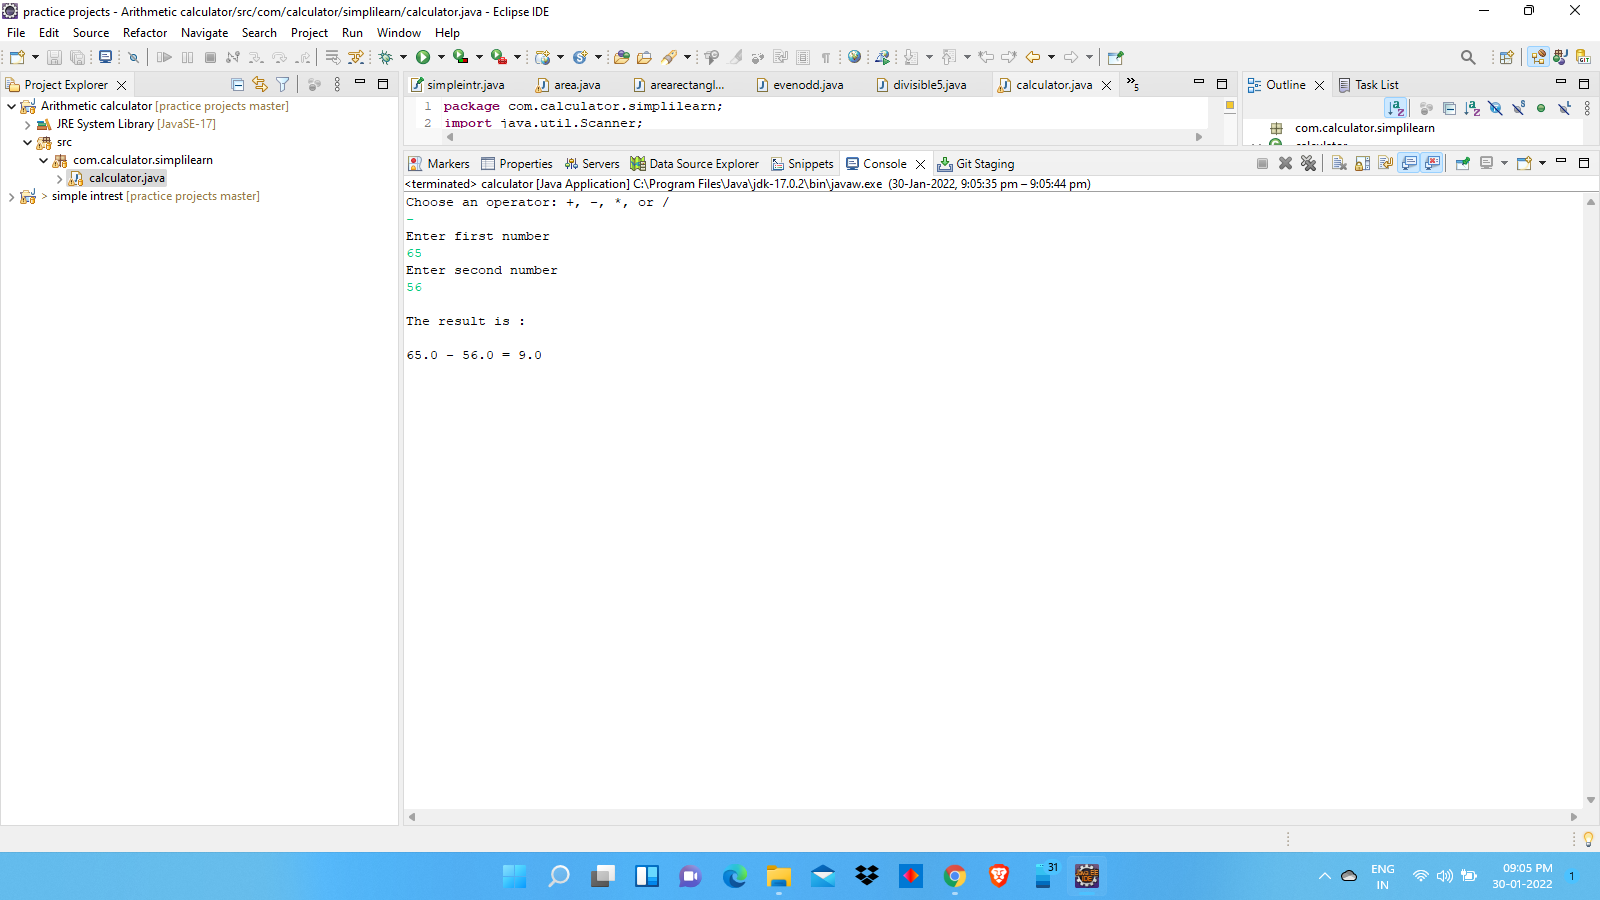 practice projects - Arithmetic calculator/src/com/calculator/simplilearn/calculator.java - Eclipse IDE
File Edit Source Refactor Navigate Search Project Run Window Help
Project Explorer
simpleintr.java area.java arearectangl... evenodd.java divisible5.java calculator.java »5
Outline Task List
Arithmetic calculator [practice projects master]
JRE System Library [JavaSE-17]
src
com.calculator.simplilearn
calculator.java
> simple intrest [practice projects master]
1 package com.calculator.simplilearn;
2 import java.util.Scanner;
com.calculator.simplilearn
calculator
Markers Properties Servers Data Source Explorer Snippets Console Git Staging
<terminated> calculator [Java Application] C:\Program Files\Java\jdk-17.0.2\bin\javaw.exe (30-Jan-2022, 9:05:35 pm – 9:05:44 pm)
Choose an operator: +, -, *, or /
-
Enter first number
65
Enter second number
56
The result is :
65.0 - 56.0 = 9.0
31
ENG
IN
09:05 PM
30-01-2022
1